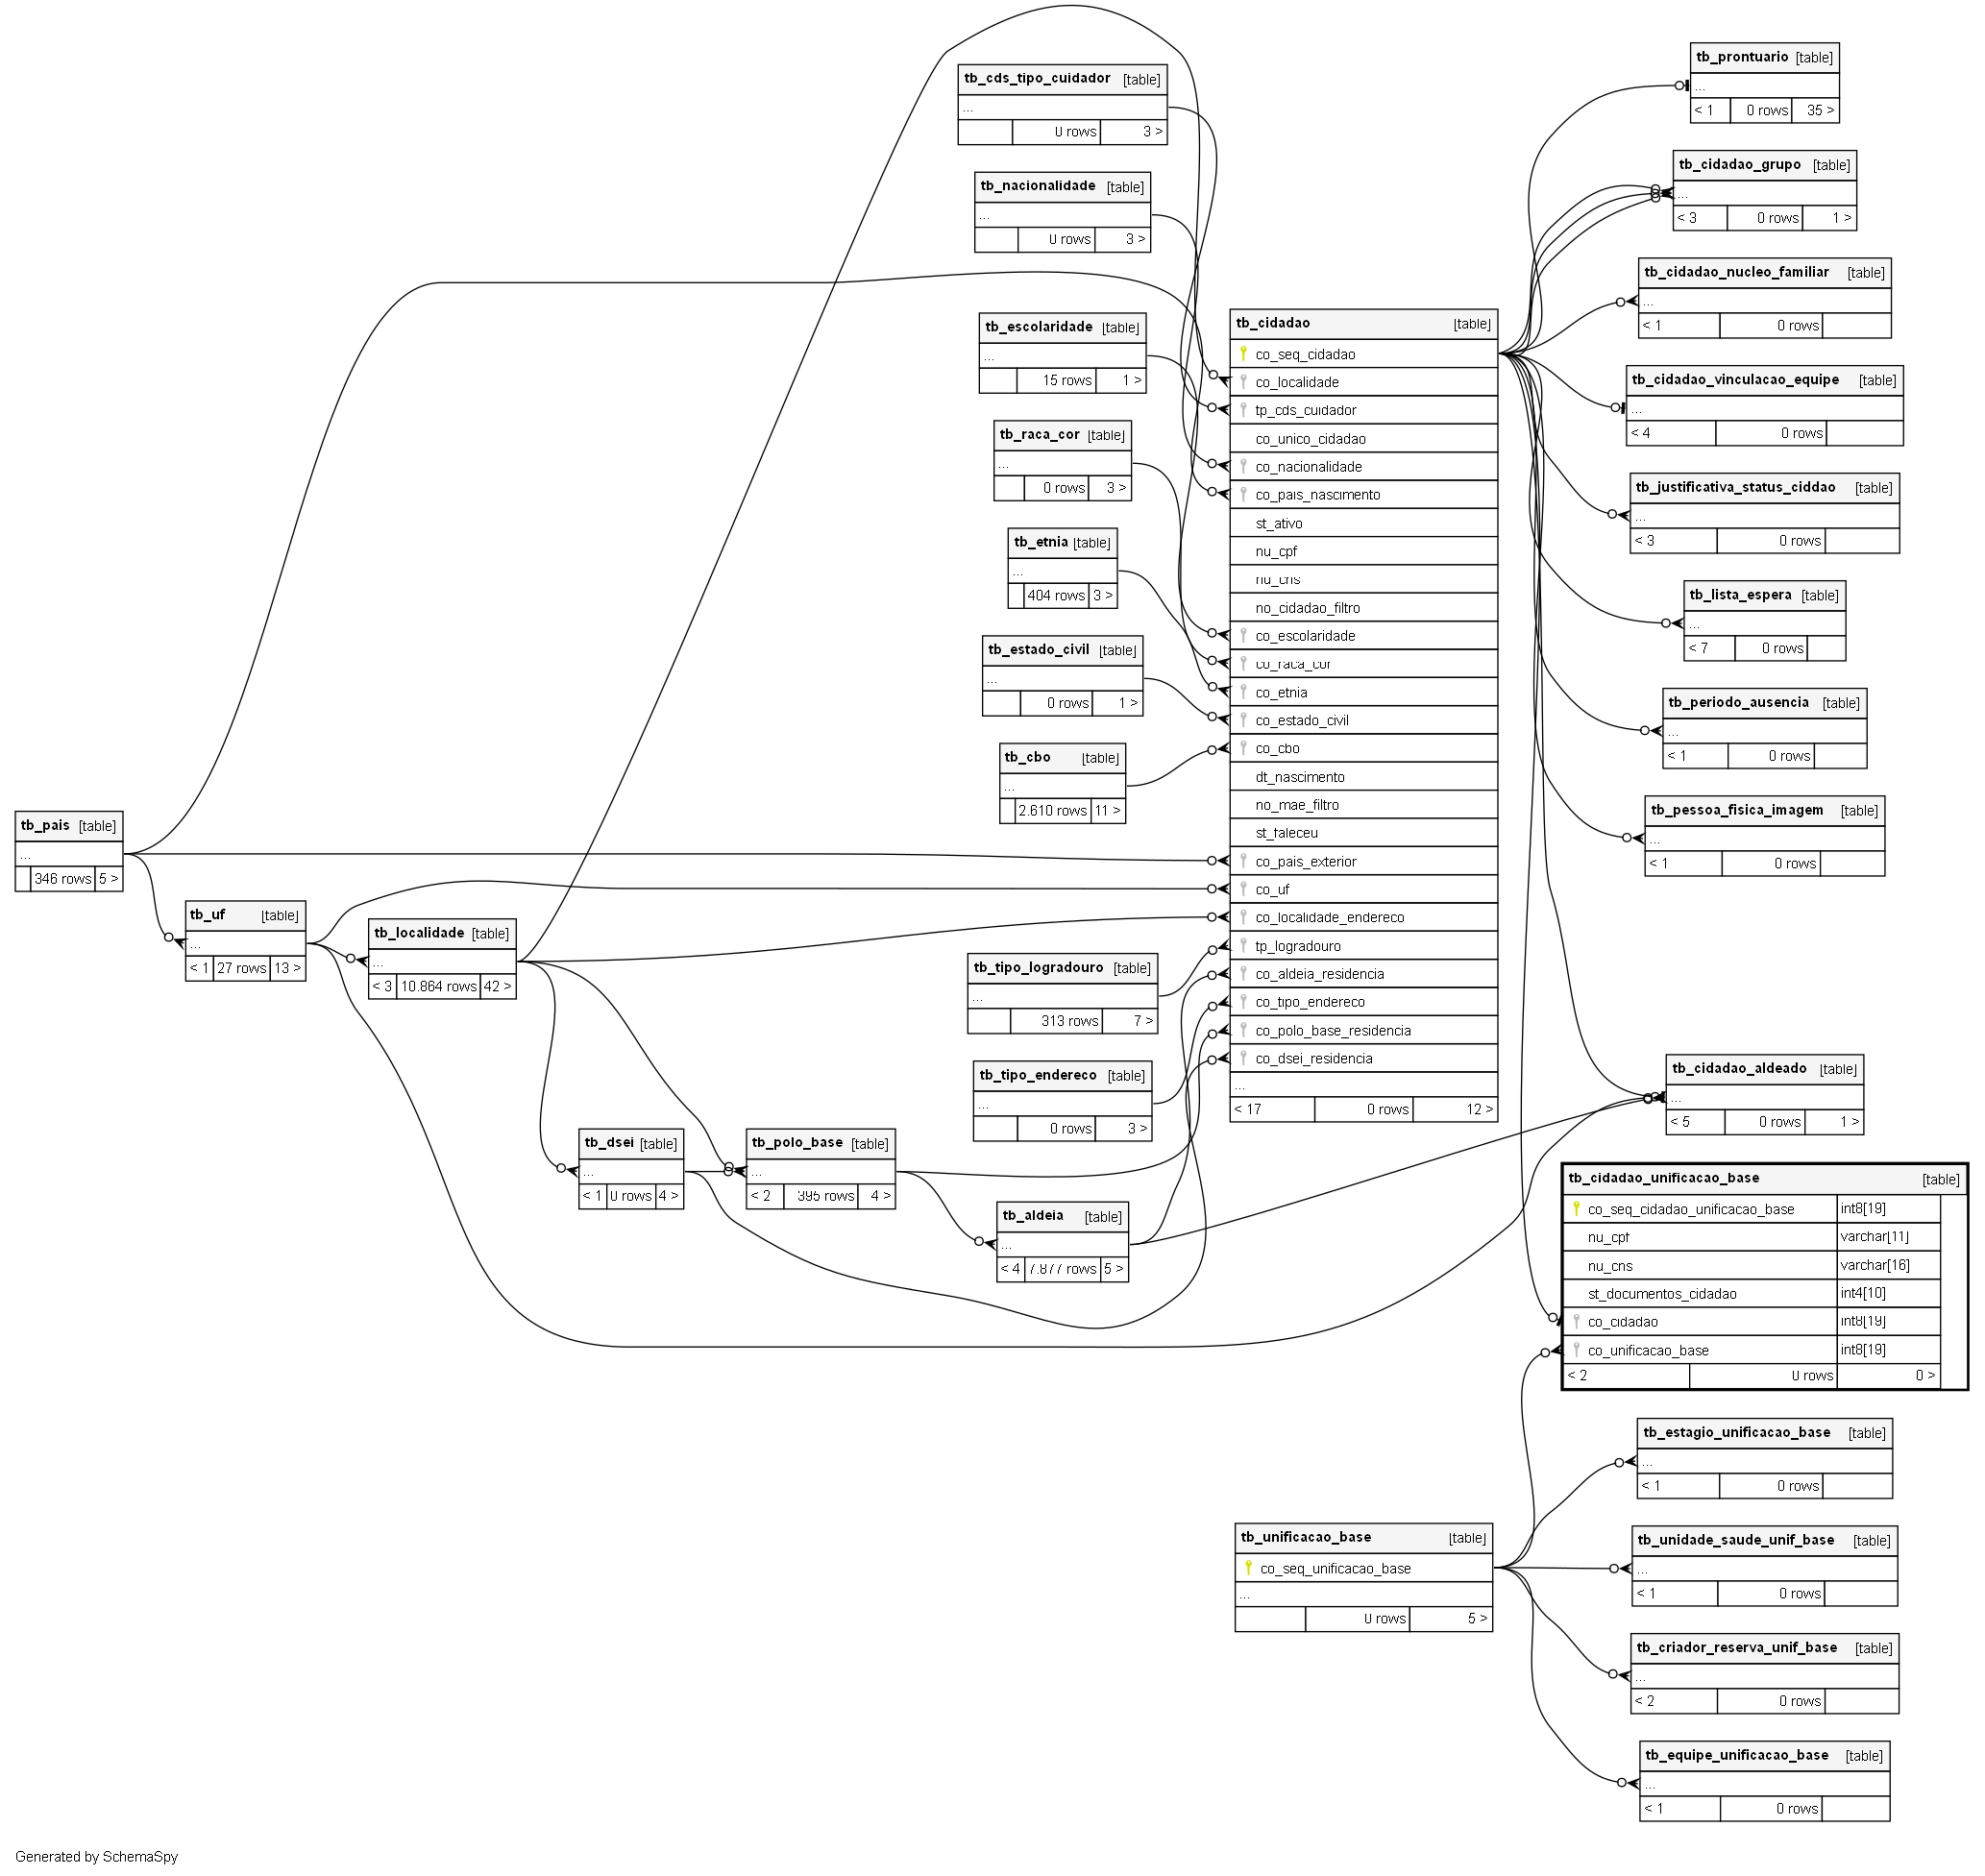 tb_prontuario [table]
...
< 1 0 rows 35 >
tb_cds_tipo_cuidador [table]
...
0 rows 3 >
tb_cidadao_grupo [table]
...
< 3 0 rows 1 >
tb_nacionalidade [table]
...
0 rows 3 >
tb_cidadao_nucleo_familiar [table]
...
< 1 0 rows
tb_escolaridade [table]
...
15 rows 1 >
tb_cidadao_vinculacao_equipe [table]
...
< 4 0 rows
tb_raca_cor [table]
...
0 rows 3 >
tb_justificativa_status_ciddao [table]
...
< 3 0 rows
tb_etnia [table]
...
404 rows 3 >
tb_lista_espera [table]
...
< 7 0 rows
tb_estado_civil [table]
...
0 rows 1 >
tb_periodo_ausencia [table]
...
< 1 0 rows
tb_cbo [table]
...
2.610 rows 11 >
tb_pessoa_fisica_imagem [table]
...
< 1 0 rows
tb_cidadao [table]
co_seq_cidadao
co_localidade
tp_cds_cuidador
co_unico_cidadao
co_nacionalidade
co_pais_nascimento
st_ativo
nu_cpf
nu_cns
no_cidadao_filtro
co_escolaridade
co_raca_cor
co_etnia
co_estado_civil
co_cbo
dt_nascimento
no_mae_filtro
st_faleceu
co_pais_exterior
co_uf
co_localidade_endereco
tp_logradouro
co_aldeia_residencia
co_tipo_endereco
co_polo_base_residencia
co_dsei_residencia
...
< 17 0 rows 12 >
tb_pais [table]
...
346 rows 5 >
tb_uf [table]
...
< 1 27 rows 13 >
tb_localidade [table]
...
< 3 10.864 rows 42 >
tb_tipo_logradouro [table]
...
313 rows 7 >
tb_tipo_endereco [table]
...
0 rows 3 >
tb_cidadao_aldeado [table]
...
< 5 0 rows 1 >
tb_dsei [table]
...
< 1 0 rows 4 >
tb_polo_base [table]
...
< 2 395 rows 4 >
tb_aldeia [table]
...
< 4 7.877 rows 5 >
tb_cidadao_unificacao_base [table]
co_seq_cidadao_unificacao_base int8[19]
nu_cpf varchar[11]
nu_cns varchar[16]
st_documentos_cidadao int4[10]
co_cidadao int8[19]
co_unificacao_base int8[19]
< 2 0 rows 0 >
tb_estagio_unificacao_base [table]
...
< 1 0 rows
tb_unificacao_base [table]
co_seq_unificacao_base
...
0 rows 5 >
tb_unidade_saude_unif_base [table]
...
< 1 0 rows
tb_criador_reserva_unif_base [table]
...
< 2 0 rows
tb_equipe_unificacao_base [table]
...
< 1 0 rows
Generated by SchemaSpy